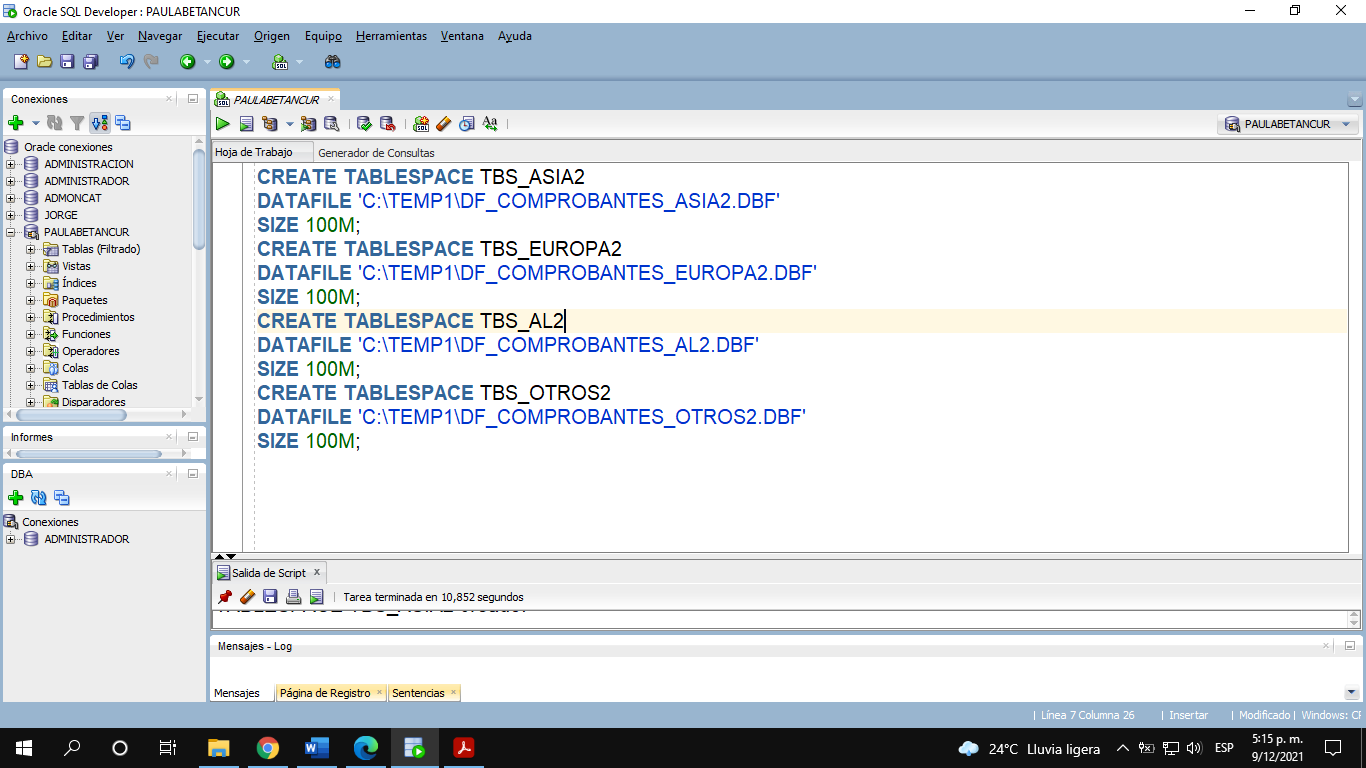 Oracle SQL Developer : PAULABETANCUR
Archivo Editar Ver Navegar Ejecutar Origen Equipo Herramientas Ventana Ayuda
Conexiones
Oracle conexiones
ADMINISTRACION
ADMINISTRADOR
ADMONCAT
JORGE
PAULABETANCUR
Tablas (Filtrado)
Vistas
Índices
Paquetes
Procedimientos
Funciones
Operadores
Colas
Tablas de Colas
Disparadores
Informes
DBA
Conexiones
ADMINISTRADOR
PAULABETANCUR
PAULABETANCUR
Hoja de Trabajo Generador de Consultas
CREATE TABLESPACE TBS_ASIA2
DATAFILE 'C:\TEMP1\DF_COMPROBANTES_ASIA2.DBF'
SIZE 100M;
CREATE TABLESPACE TBS_EUROPA2
DATAFILE 'C:\TEMP1\DF_COMPROBANTES_EUROPA2.DBF'
SIZE 100M;
CREATE TABLESPACE TBS_AL2
DATAFILE 'C:\TEMP1\DF_COMPROBANTES_AL2.DBF'
SIZE 100M;
CREATE TABLESPACE TBS_OTROS2
DATAFILE 'C:\TEMP1\DF_COMPROBANTES_OTROS2.DBF'
SIZE 100M;
Salida de Script
Tarea terminada en 10,852 segundos
Mensajes - Log
Mensajes Página de Registro Sentencias
Línea 7 Columna 26 Insertar Modificado Windows:
24°C Lluvia ligera ESP 5:15 p. m.
9/12/2021